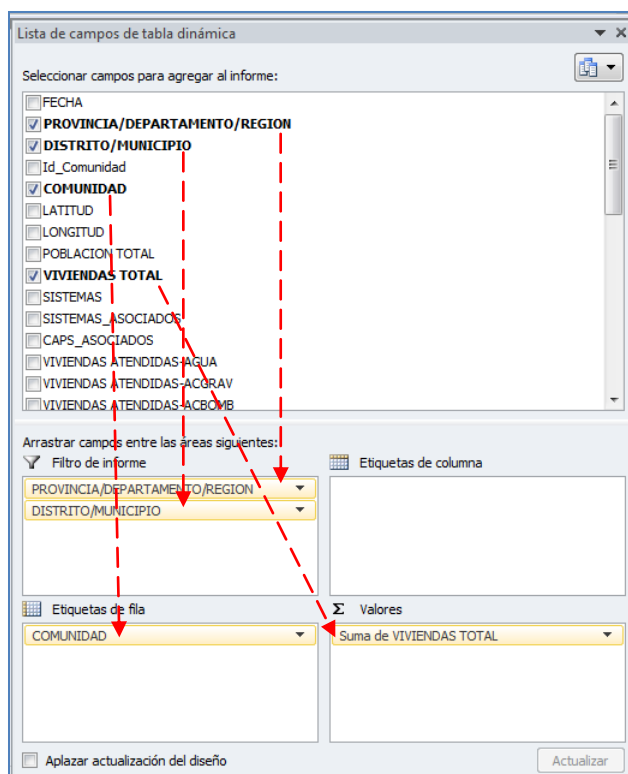 Lista de campos de tabla dinámica
Seleccionar campos para agregar al informe:
FECHA
PROVINCIA/DEPARTAMENTO/REGION
DISTRITO/MUNICIPIO
Id_Comunidad
COMUNIDAD
LATITUD
LONGITUD
POBLACION TOTAL
VIVIENDAS TOTAL
SISTEMAS
SISTEMAS_ASOCIADOS
CAPS_ASOCIADOS
VIVIENDAS ATENDIDAS-AGUA
VIVIENDAS ATENDIDAS-ACGRAV
VIVIENDAS ATENDIDAS-ACBOMB
Arrastrar campos entre las áreas siguientes:
Filtro de informe
PROVINCIA/DEPARTAMENTO/REGION
DISTRITO/MUNICIPIO
Etiquetas de columna
Etiquetas de fila
COMUNIDAD
Σ Valores
Suma de VIVIENDAS TOTAL
Aplazar actualización del diseño
Actualizar